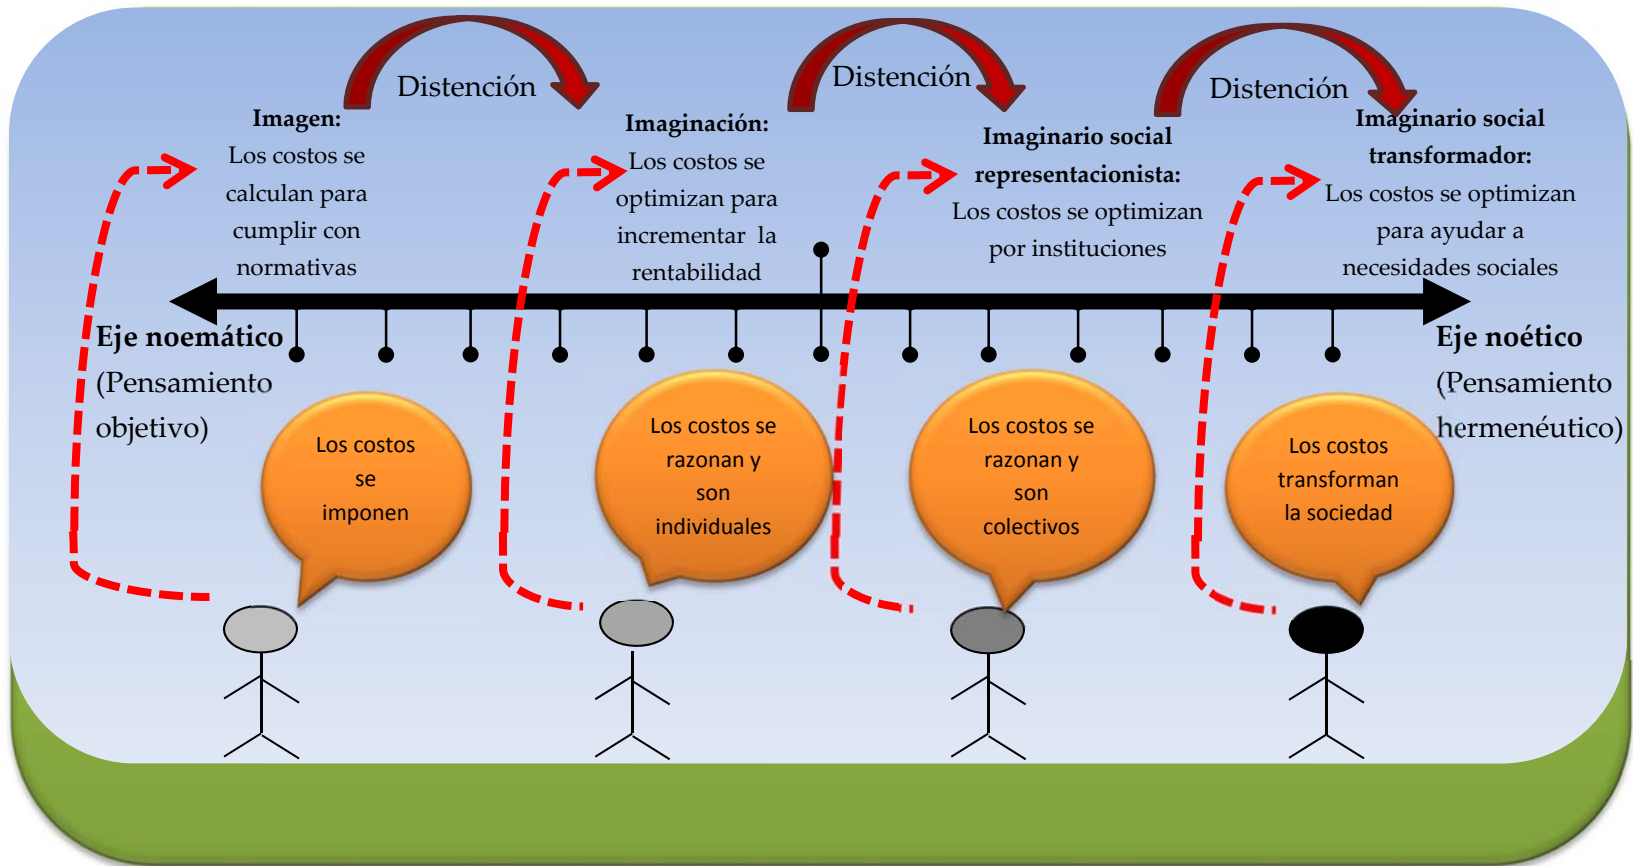 Distención
Distención
Distención
Imagen:
Los costos se
calculan para
cumplir con
normativas
Imaginación:
Los costos se
optimizan para
incrementar la
rentabilidad
Imaginario social
representacionista:
Los costos se optimizan
por instituciones
Imaginario social
transformador:
Los costos se optimizan
para ayudar a
necesidades sociales
Eje noemático
(Pensamiento
objetivo)
Eje noético
(Pensamiento
hermenéutico)
Los costos
se
imponen
Los costos se
razonan y
son
individuales
Los costos se
razonan y
son
colectivos
Los costos
transforman
la sociedad